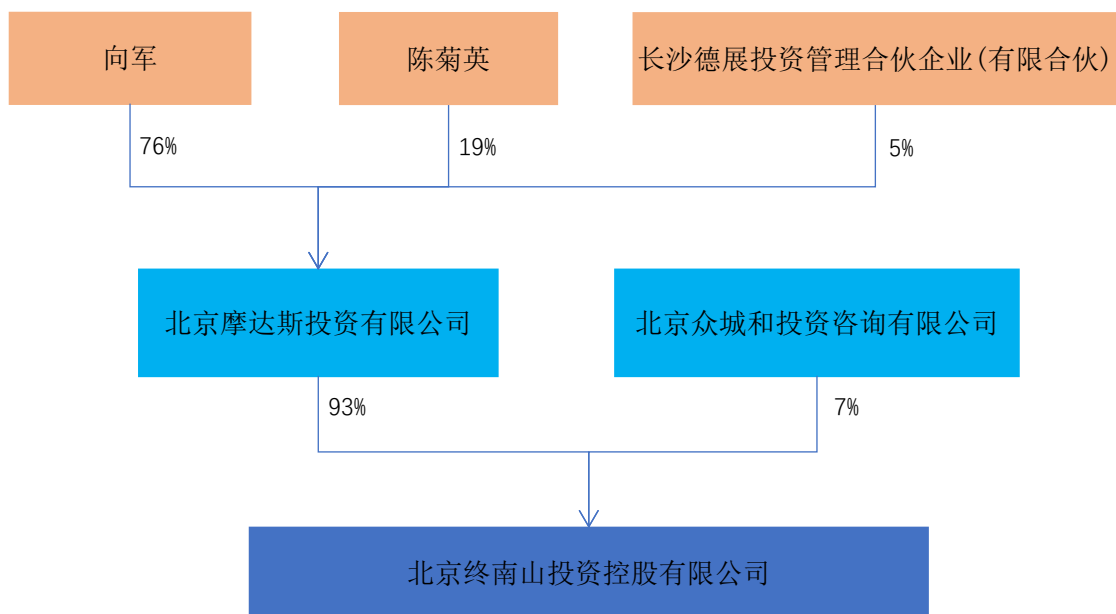 向军
陈菊英
长沙德展投资管理合伙企业(有限合伙)
76%
19%
5%
北京摩达斯投资有限公司
北京众城和投资咨询有限公司
93%
7%
北京终南山投资控股有限公司